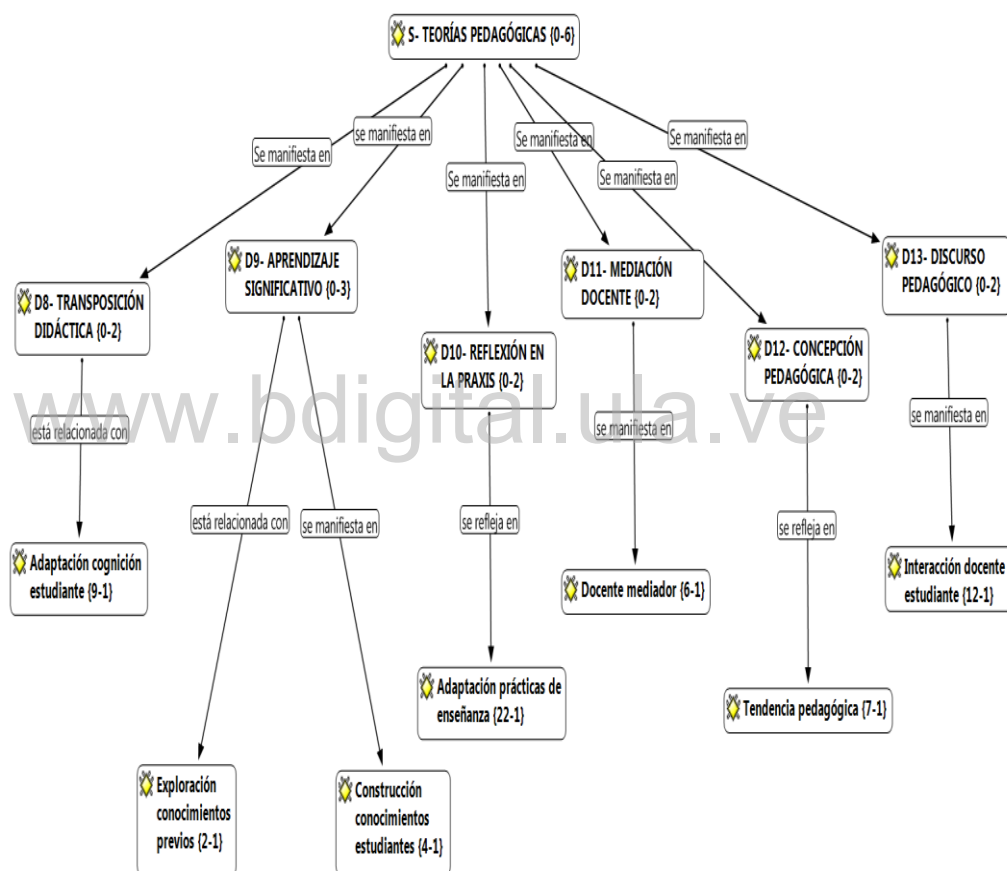 S- TEORÍAS PEDAGÓGICAS {0-6}
Se manifiesta en
se manifiesta en
Se manifiesta en
Se manifiesta en
Se manifiesta en
Se manifiesta en
D8- TRANSPOSICIÓN
DIDÁCTICA {0-2}
D9- APRENDIZAJE
SIGNIFICATIVO {0-3}
D10- REFLEXIÓN EN
LA PRAXIS {0-2}
D11- MEDIACIÓN
DOCENTE {0-2}
D12- CONCEPCIÓN
PEDAGÓGICA {0-2}
D13- DISCURSO
PEDAGÓGICO {0-2}
www.bdigital.ula.ve
está relacionada con
está relacionada con
se manifiesta en
se refleja en
se manifiesta en
se refleja en
se manifiesta en
Adaptación cognición
estudiante {9-1}
Exploración
conocimientos
previos {2-1}
Construcción
conocimientos
estudiantes {4-1}
Adaptación prácticas de
enseñanza {22-1}
Docente mediador {6-1}
Tendencia pedagógica {7-1}
Interacción docente
estudiante {12-1}